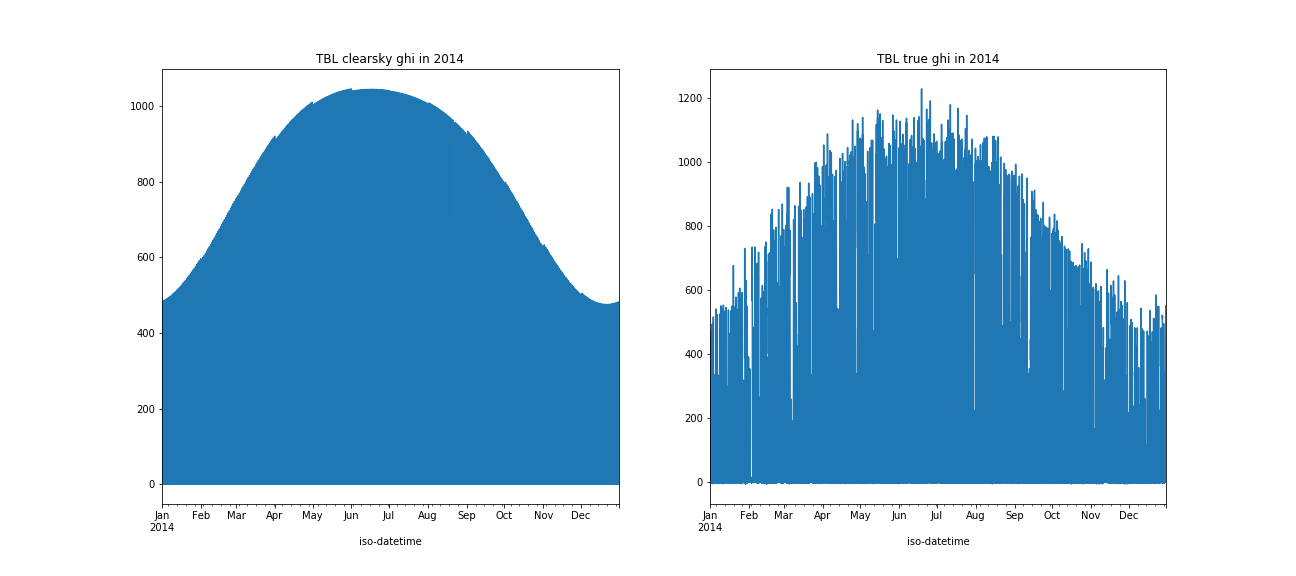 TBL clearsky ghi in 2014
1000
800
600
400
200
0
Jan Feb Mar Apr May Jun Jul Aug Sep Oct Nov Dec
2014
iso-datetime
TBL true ghi in 2014
1200
1000
800
600
400
200
0
Jan Feb Mar Apr May Jun Jul Aug Sep Oct Nov Dec
2014
iso-datetime